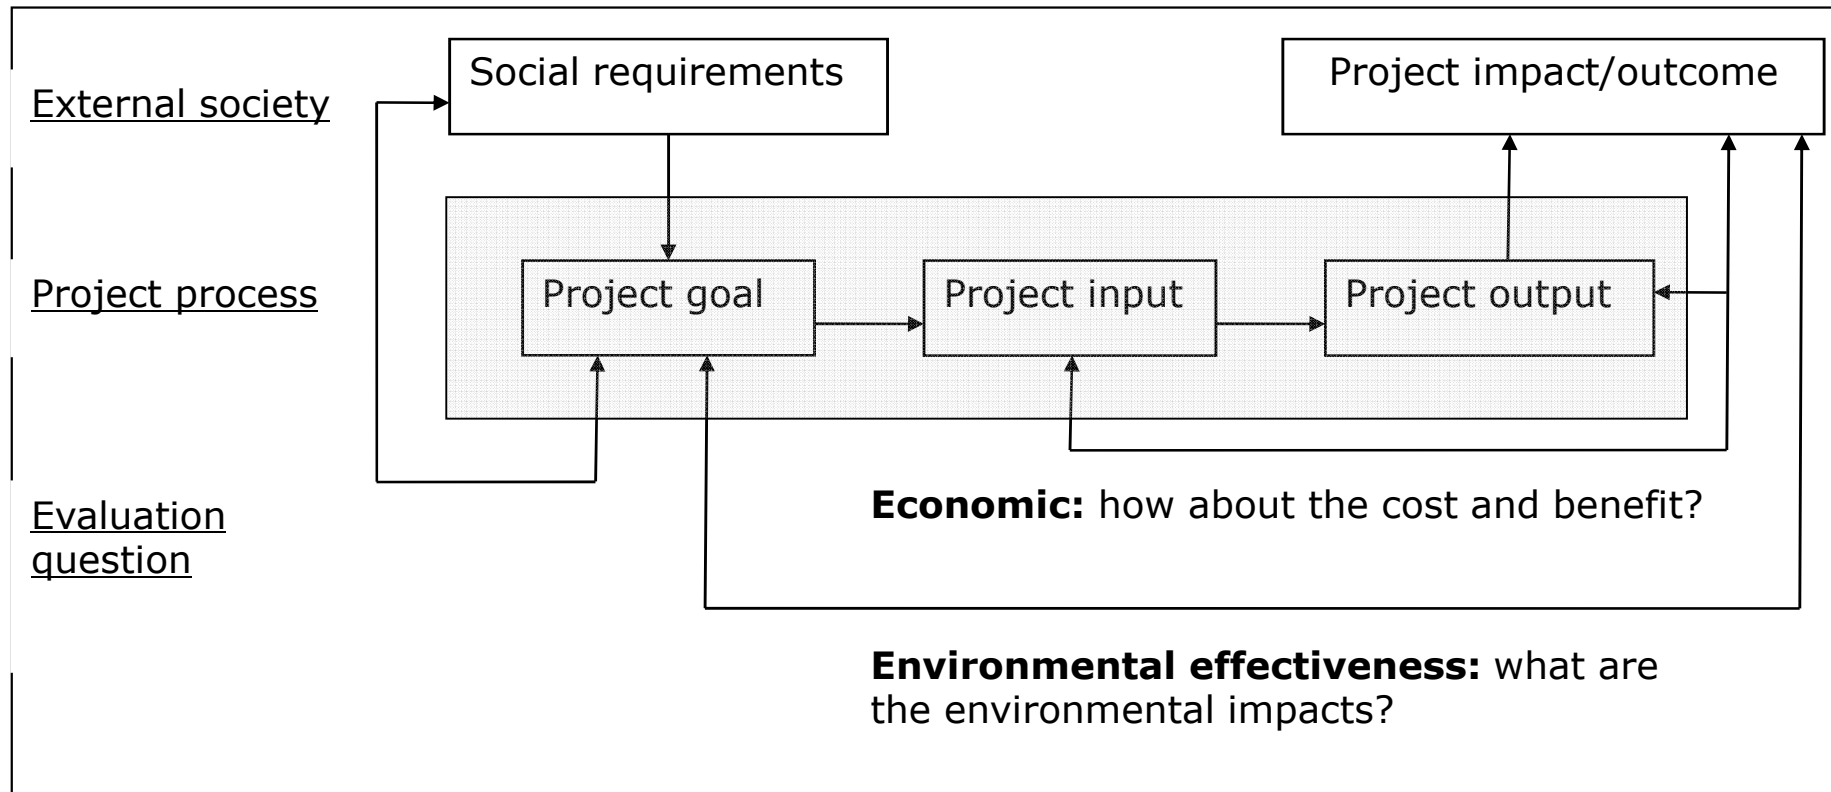 Social requirements
Project impact/outcome
External society
Project process
Project goal
Project input
Project output
Evaluation
question
Economic: how about the cost and benefit?
Environmental effectiveness: what are
the environmental impacts?